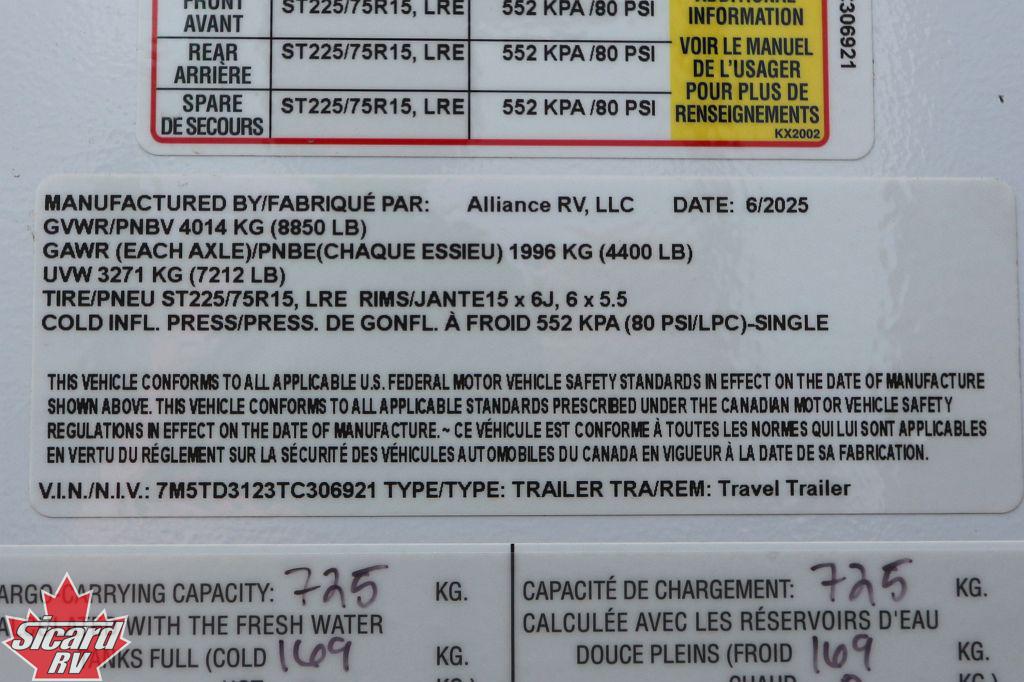 FRONT
AVANT
ST225/75R15, LRE
552 KPA /80 PSI
REAR
ARRIÈRE
ST225/75R15, LRE
552 KPA /80 PSI
SPARE
DE SECOURS
ST225/75R15, LRE
552 KPA /80 PSI
ADDITIONAL
INFORMATION
VOIR LE MANUEL
DE L'USAGER
POUR PLUS DE
RENSEIGNEMENTS
KX2002
306921
MANUFACTURED BY/FABRIQUÉ PAR: Alliance RV, LLC DATE: 6/2025
GVWR/PNBV 4014 KG (8850 LB)
GAWR (EACH AXLE)/PNBE(CHAQUE ESSIEU) 1996 KG (4400 LB)
UVW 3271 KG (7212 LB)
TIRE/PNEU ST225/75R15, LRE RIMS/JANTE15 x 6J, 6 x 5.5
COLD INFL. PRESS/PRESS. DE GONFL. À FROID 552 KPA (80 PSI/LPC)-SINGLE
THIS VEHICLE CONFORMS TO ALL APPLICABLE U.S. FEDERAL MOTOR VEHICLE SAFETY STANDARDS IN EFFECT ON THE DATE OF MANUFACTURE
SHOWN ABOVE. THIS VEHICLE CONFORMS TO ALL APPLICABLE STANDARDS PRESCRIBED UNDER THE CANADIAN MOTOR VEHICLE SAFETY
REGULATIONS IN EFFECT ON THE DATE OF MANUFACTURE. ~ CE VÉHICULE EST CONFORME À TOUTES LES NORMES QUI LUI SONT APPLICABLES
EN VERTU DU RÉGLEMENT SUR LA SÉCURITÉ DES VÉHICULES AUTOMOBILES DU CANADA EN VIGUEUR À LA DATE DE SA FABRICATION.
V.I.N./N.I.V.: 7M5TD3123TC306921 TYPE/TYPE: TRAILER TRA/REM: Travel Trailer
CARGO CARRYING CAPACITY: 725 KG.
WITH THE FRESH WATER
TANKS FULL (COLD 169 KG.
CAPACITÉ DE CHARGEMENT: 725 KG.
CALCULÉE AVEC LES RÉSERVOIRS D'EAU
DOUCE PLEINS (FROID 169 KG.
CHAUD KG.)
Sicard
RV